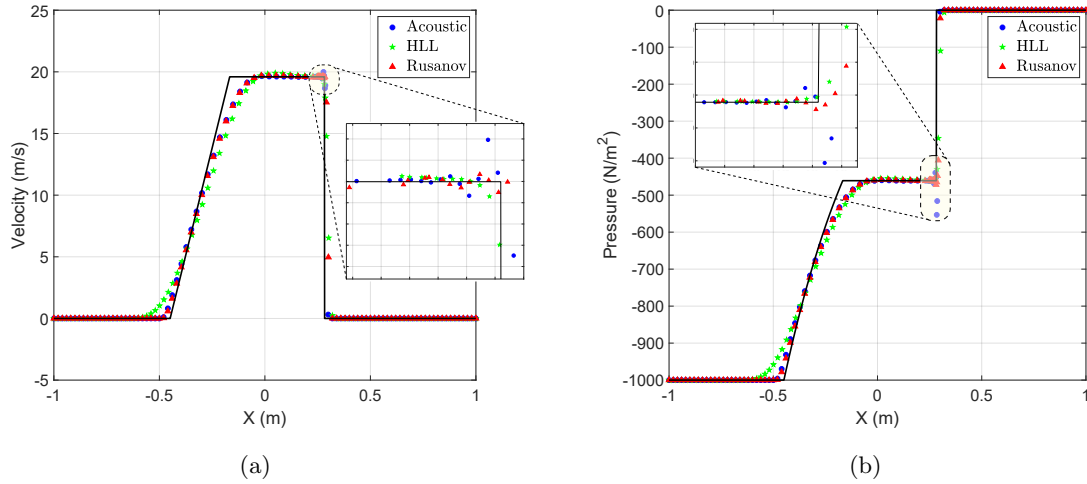 25
20
15
10
5
0
-5
Velocity (m/s)
-1
-0.5
0
0.5
1
X (m)
Acoustic
HLL
Rusanov
(a)
0
-100
-200
-300
-400
-500
-600
-700
-800
-900
-1000
Pressure (N/m²)
-1
-0.5
0
0.5
1
X (m)
Acoustic
HLL
Rusanov
(b)